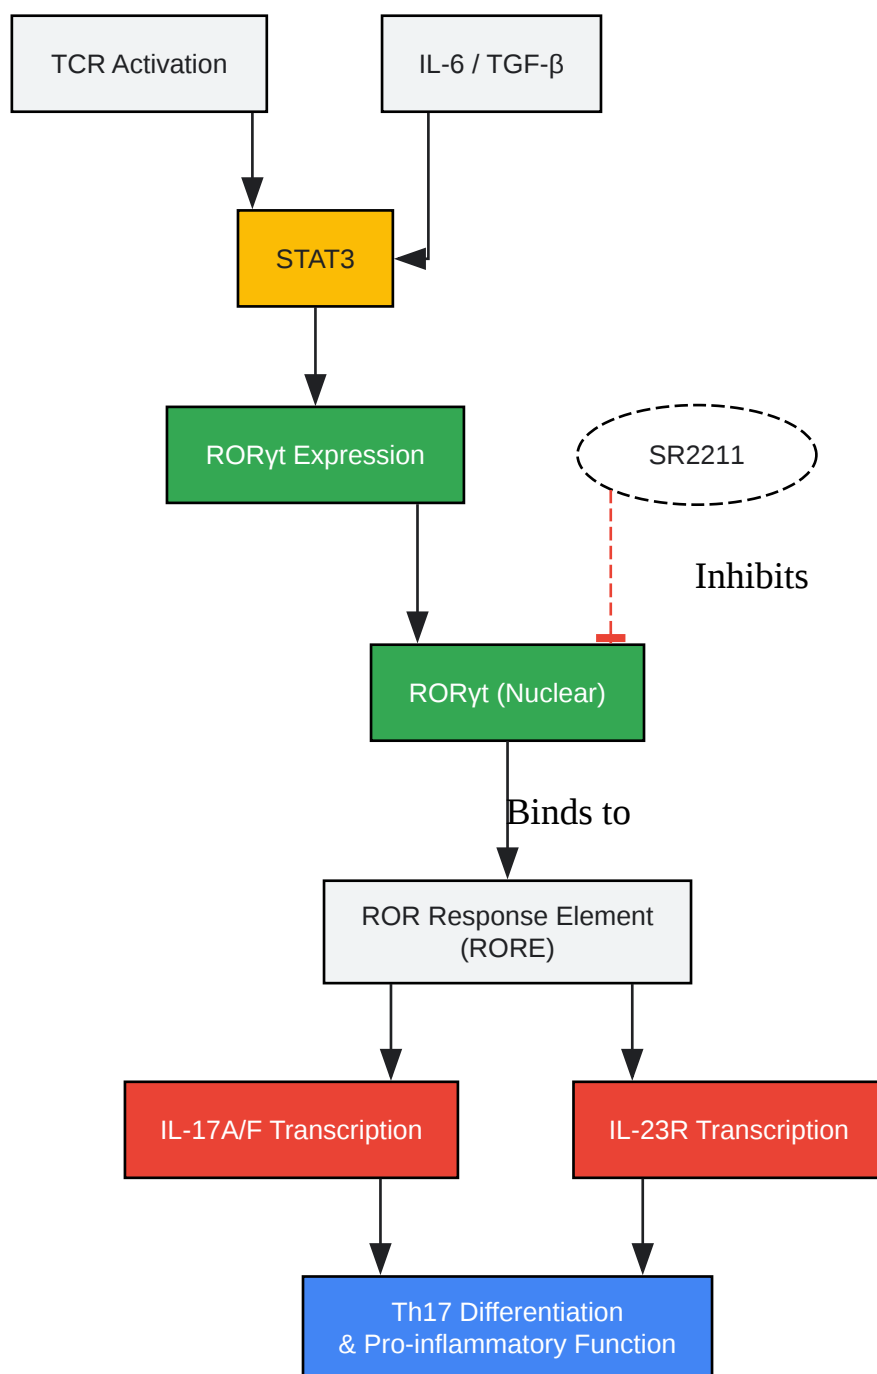 TCR Activation
IL-6 / TGF-β
STAT3
RORγt Expression
SR2211
Inhibits
RORγt (Nuclear)
Binds to
ROR Response Element
(RORE)
IL-17A/F Transcription
IL-23R Transcription
Th17 Differentiation
& Pro-inflammatory Function